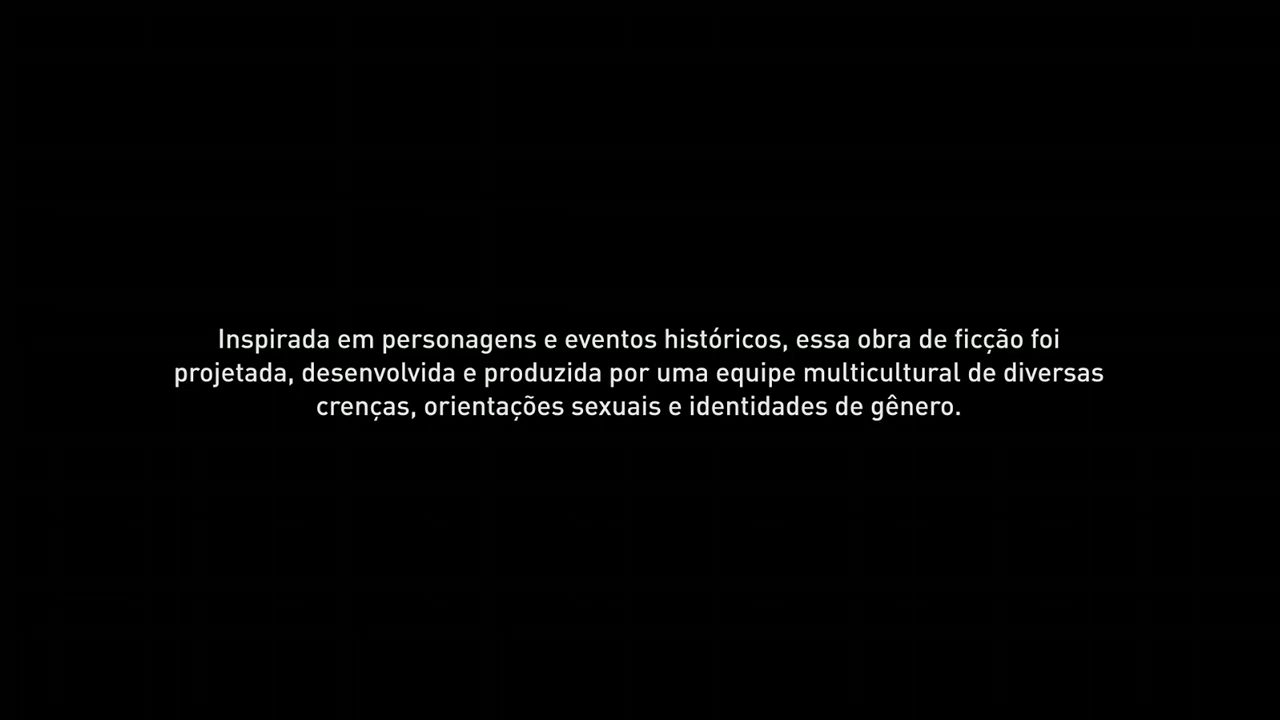 Inspirada em personagens e eventos históricos, essa obra de ficção foi
projetada, desenvolvida e produzida por uma equipe multicultural de diversas
crenças, orientações sexuais e identidades de gênero.